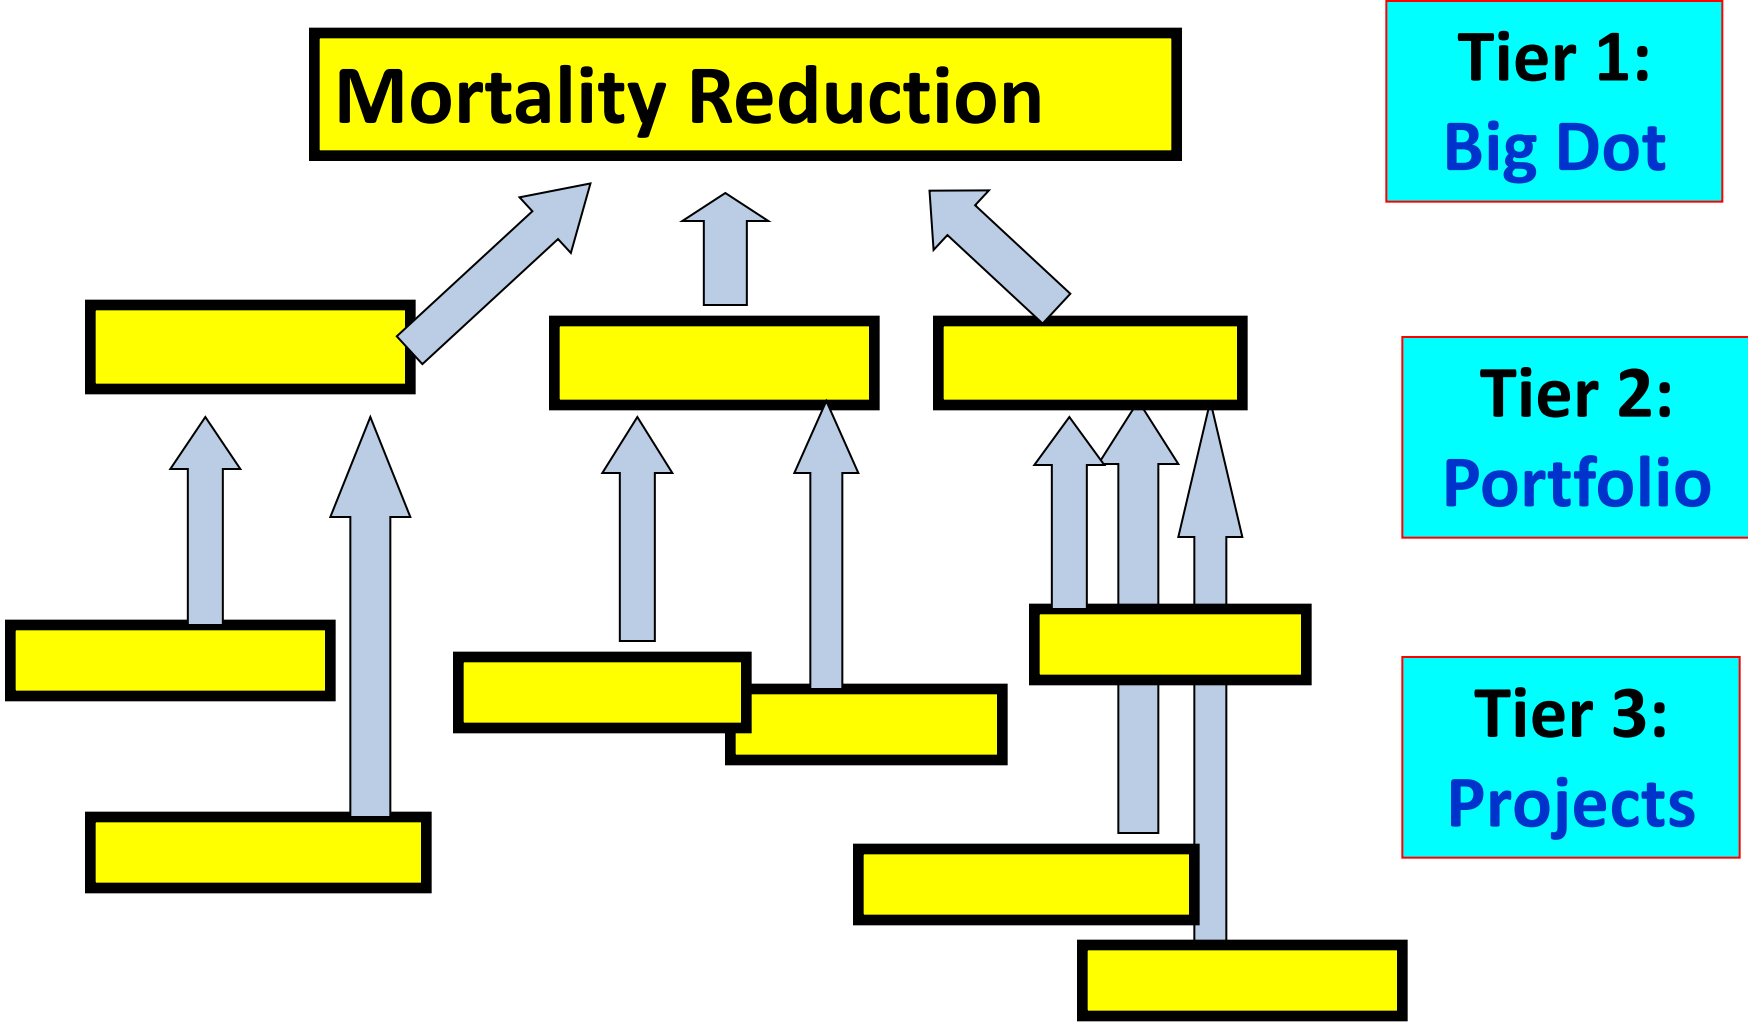 Mortality Reduction
Tier 1:
Big Dot
Tier 2:
Portfolio
Tier 3:
Projects